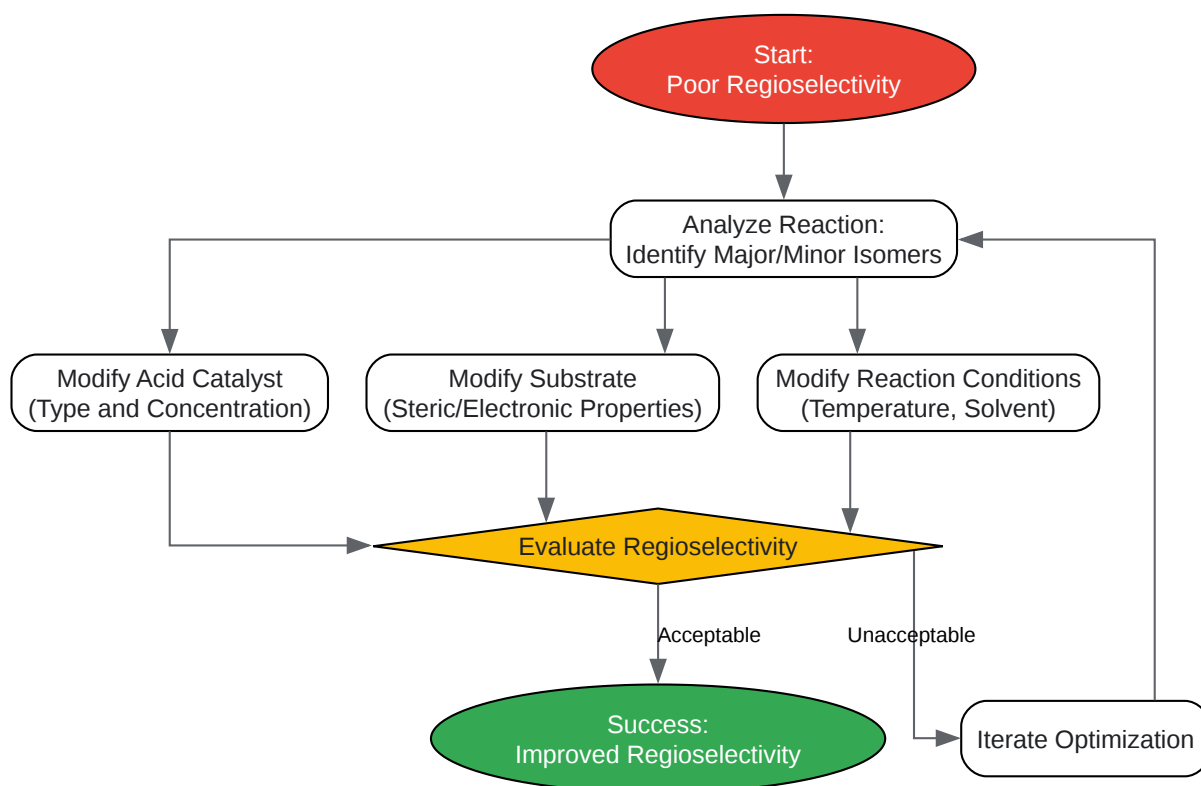 Start:
Poor Regioselectivity
Analyze Reaction:
Identify Major/Minor Isomers
Modify Acid Catalyst
(Type and Concentration)
Modify Substrate
(Steric/Electronic Properties)
Modify Reaction Conditions
(Temperature, Solvent)
Evaluate Regioselectivity
Acceptable
Unacceptable
Success:
Improved Regioselectivity
Iterate Optimization